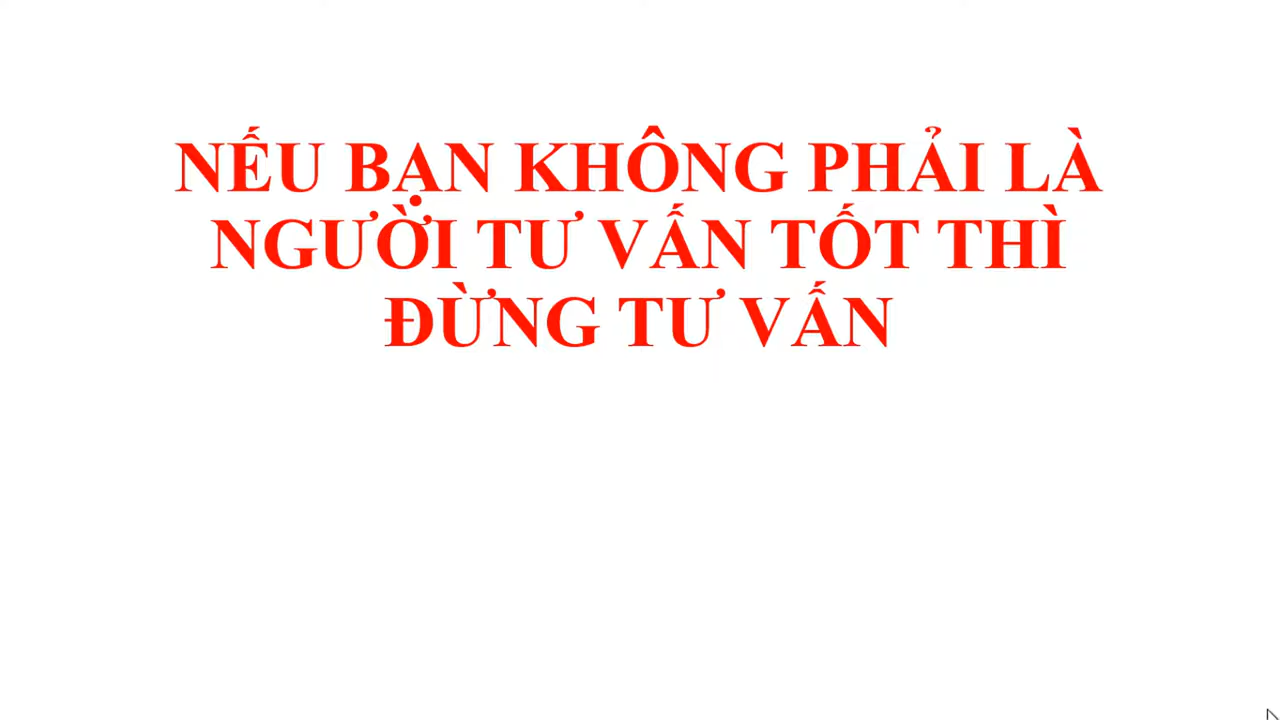 NẾU BẠN KHÔNG PHẢI LÀ
NGƯỜI TƯ VẤN TỐT THÌ
ĐỪNG TƯ VẤN